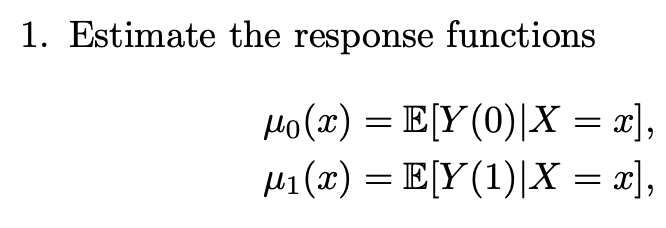 1. Estimate the response functions
μ₀(x) = 𝔼[Y(0)|X = x],
μ₁(x) = 𝔼[Y(1)|X = x],